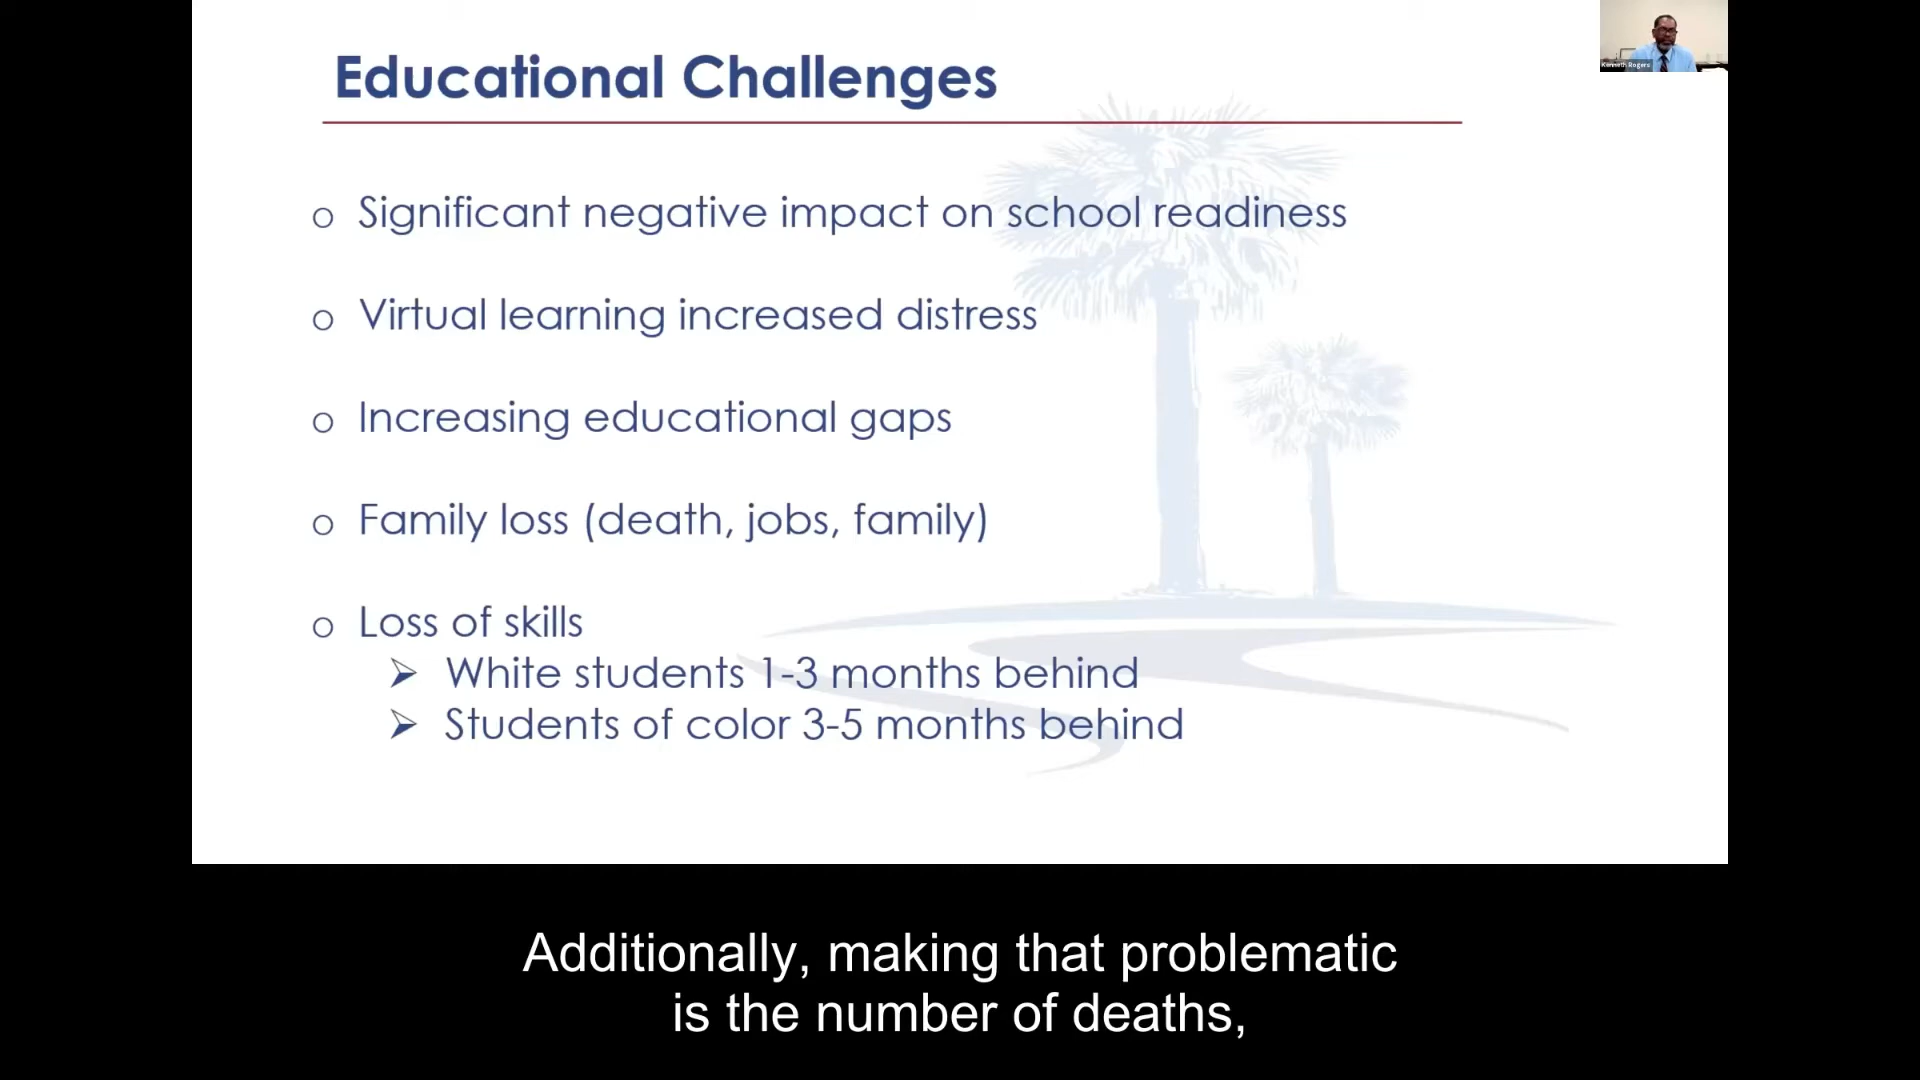 Educational Challenges
Kenneth Rogers
o Significant negative impact on school readiness
o Virtual learning increased distress
o Increasing educational gaps
o Family loss (death, jobs, family)
o Loss of skills
➢ White students 1-3 months behind
➢ Students of color 3-5 months behind
Additionally, making that problematic
is the number of deaths,